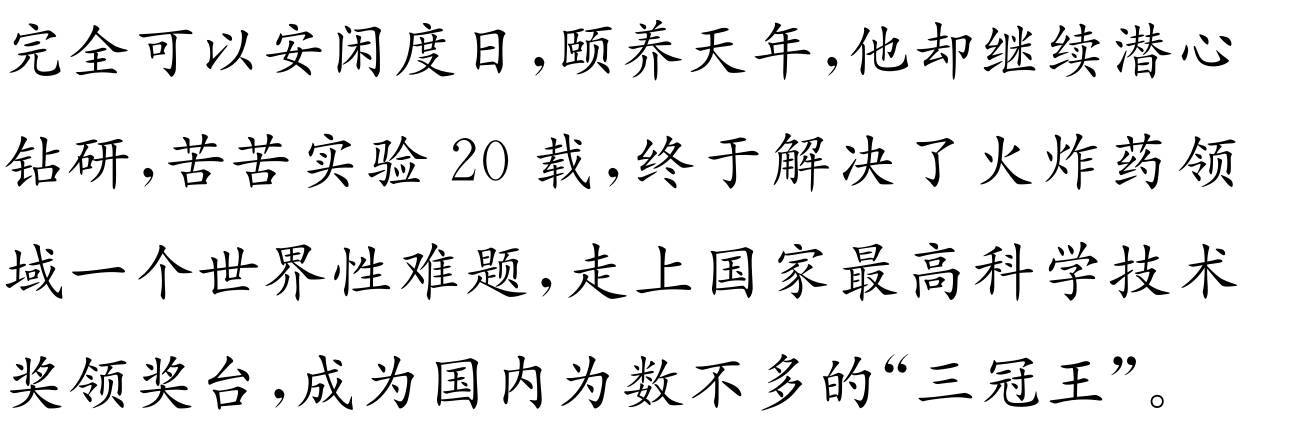 完全可以安闲度日,颐养天年,他却继续潜心
钻研,苦苦实验 20 载,终于解决了火炸药领
域一个世界性难题,走上国家最高科学技术
奖领奖台,成为国内为数不多的“三冠王”。